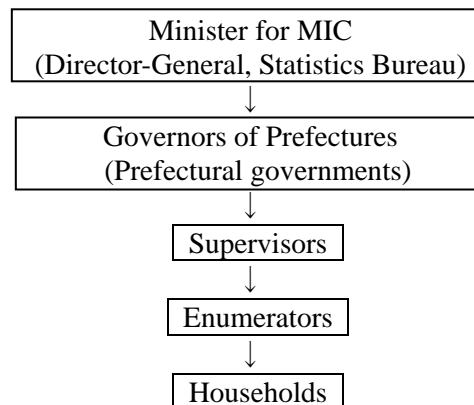 Minister for MIC
(Director-General, Statistics Bureau)
Governors of Prefectures
(Prefectural governments)
Supervisors
Enumerators
Households